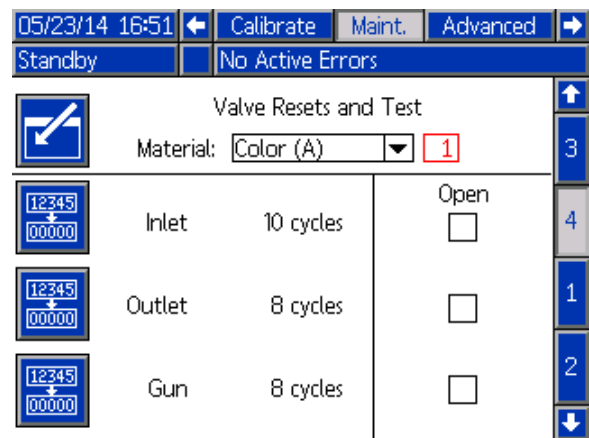 05/23/14 16:51 Calibrate Maint. Advanced
Standby No Active Errors
Valve Resets and Test
Material: Color (A) 1
3
Open
12345
00000
Inlet 10 cycles
4
12345
00000
Outlet 8 cycles
1
12345
00000
Gun 8 cycles
2